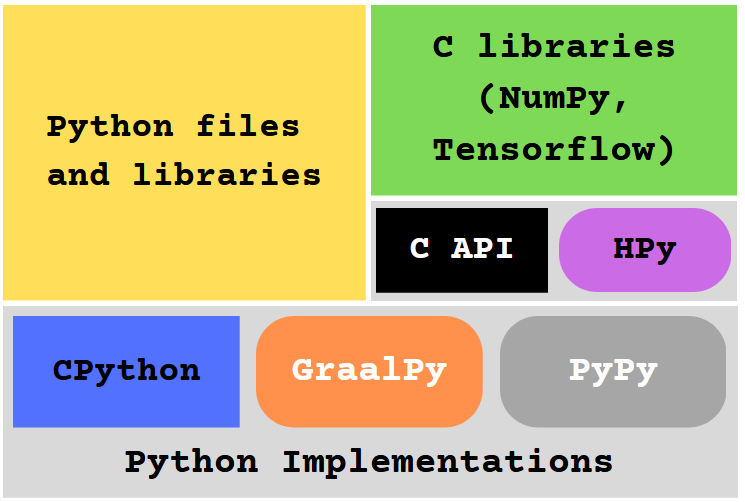 Python files
and libraries
C libraries
(NumPy,
Tensorflow)
C API
HPy
CPython
GraalPy
PyPy
Python Implementations